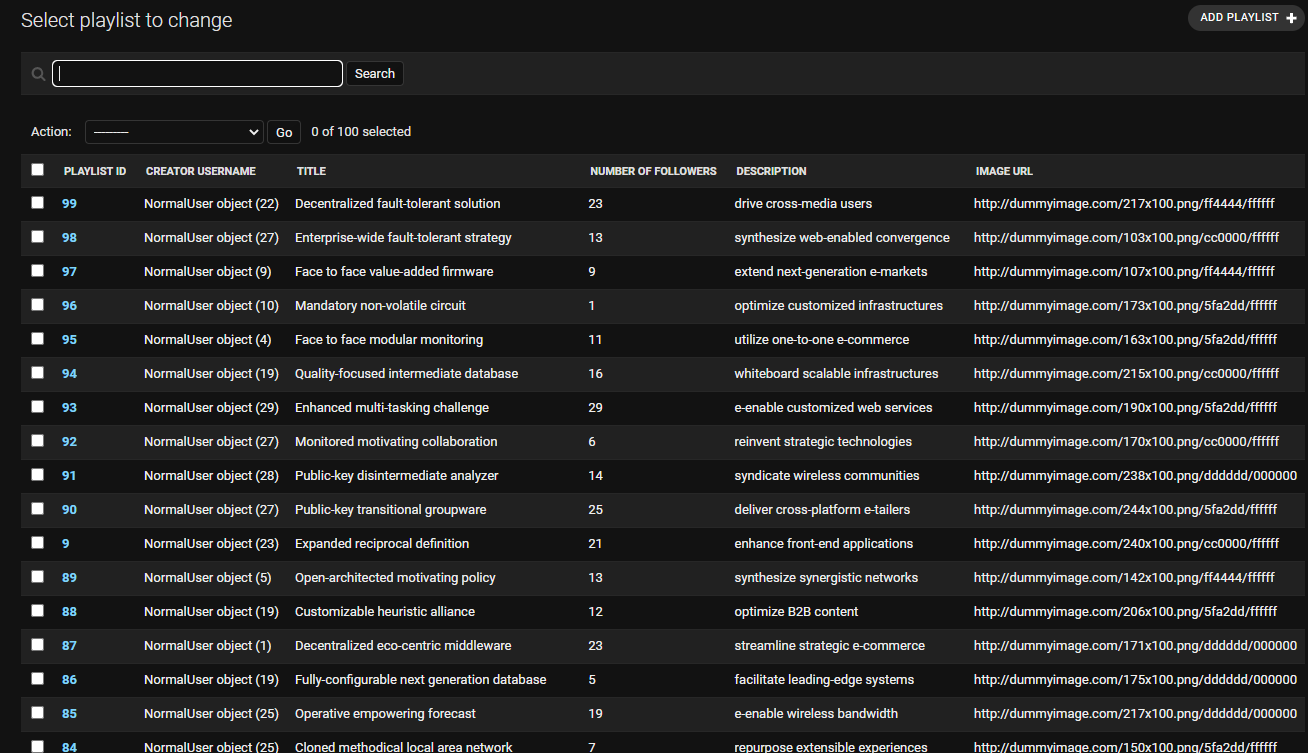 Select playlist to change
ADD PLAYLIST +
Search
Action: --------- Go 0 of 100 selected
PLAYLIST ID CREATOR USERNAME TITLE NUMBER OF FOLLOWERS DESCRIPTION IMAGE URL
99 NormalUser object (22) Decentralized fault-tolerant solution 23 drive cross-media users http://dummyimage.com/217x100.png/ff4444/ffffff
98 NormalUser object (27) Enterprise-wide fault-tolerant strategy 13 synthesize web-enabled convergence http://dummyimage.com/103x100.png/cc0000/ffffff
97 NormalUser object (9) Face to face value-added firmware 9 extend next-generation e-markets http://dummyimage.com/107x100.png/ff4444/ffffff
96 NormalUser object (10) Mandatory non-volatile circuit 1 optimize customized infrastructures http://dummyimage.com/173x100.png/5fa2dd/ffffff
95 NormalUser object (4) Face to face modular monitoring 11 utilize one-to-one e-commerce http://dummyimage.com/163x100.png/5fa2dd/ffffff
94 NormalUser object (19) Quality-focused intermediate database 16 whiteboard scalable infrastructures http://dummyimage.com/215x100.png/cc0000/ffffff
93 NormalUser object (29) Enhanced multi-tasking challenge 29 e-enable customized web services http://dummyimage.com/190x100.png/5fa2dd/ffffff
92 NormalUser object (27) Monitored motivating collaboration 6 reinvent strategic technologies http://dummyimage.com/170x100.png/cc0000/ffffff
91 NormalUser object (28) Public-key disintermediate analyzer 14 syndicate wireless communities http://dummyimage.com/238x100.png/dddddd/000000
90 NormalUser object (27) Public-key transitional groupware 25 deliver cross-platform e-tailers http://dummyimage.com/244x100.png/5fa2dd/ffffff
9 NormalUser object (23) Expanded reciprocal definition 21 enhance front-end applications http://dummyimage.com/240x100.png/cc0000/ffffff
89 NormalUser object (5) Open-architected motivating policy 13 synthesize synergistic networks http://dummyimage.com/142x100.png/ff4444/ffffff
88 NormalUser object (19) Customizable heuristic alliance 12 optimize B2B content http://dummyimage.com/206x100.png/5fa2dd/ffffff
87 NormalUser object (1) Decentralized eco-centric middleware 23 streamline strategic e-commerce http://dummyimage.com/171x100.png/dddddd/000000
86 NormalUser object (19) Fully-configurable next generation database 5 facilitate leading-edge systems http://dummyimage.com/175x100.png/dddddd/000000
85 NormalUser object (25) Operative empowering forecast 19 e-enable wireless bandwidth http://dummyimage.com/217x100.png/dddddd/000000
84 NormalUser object (25) Cloned methodical local area network 7 repurpose extensible experiences http://dummyimage.com/150x100.png/5fa2dd/ffffff